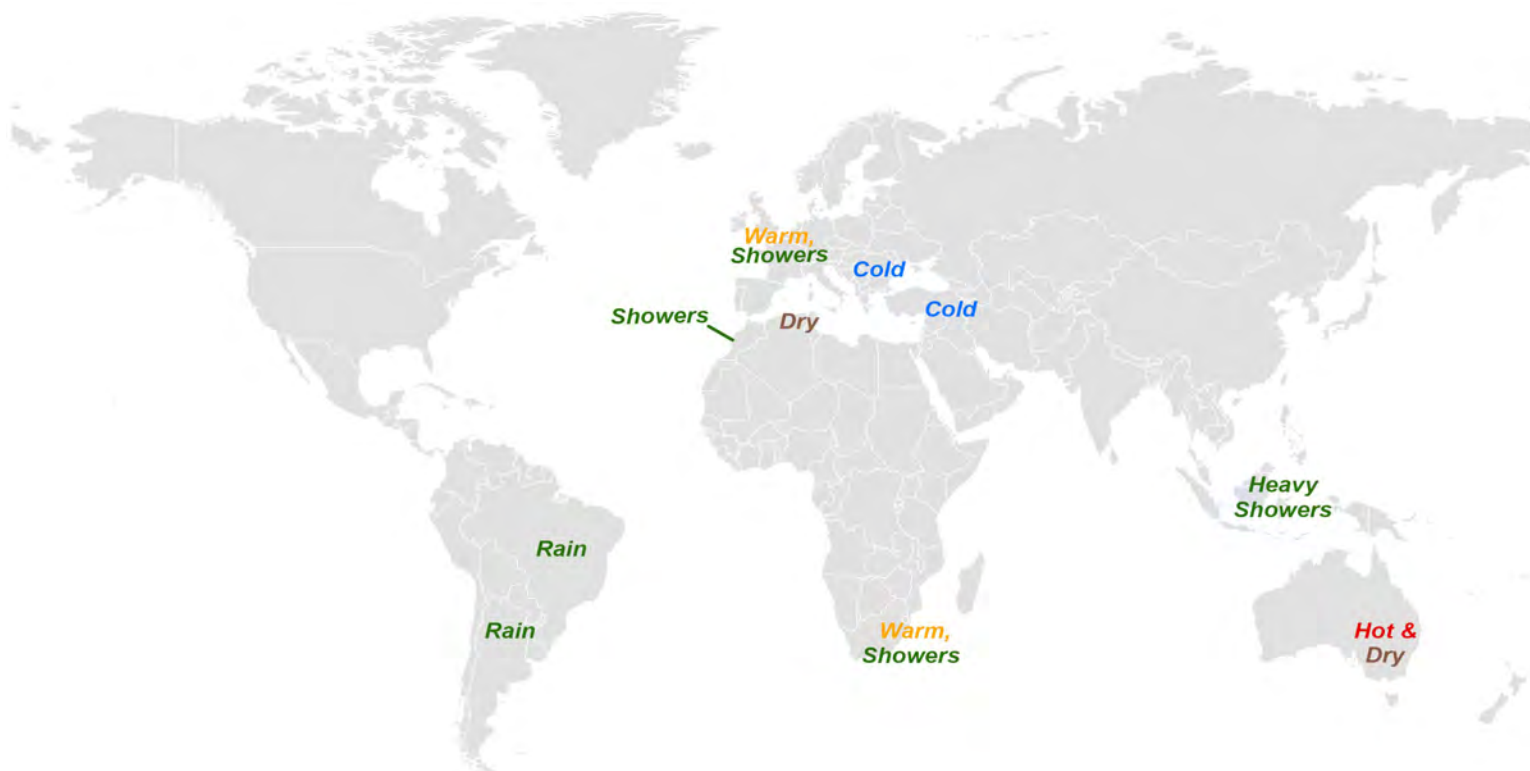 Warm,
Showers
Cold
Showers
Dry
Cold
Heavy
Showers
Rain
Rain
Warm,
Showers
Hot &
Dry